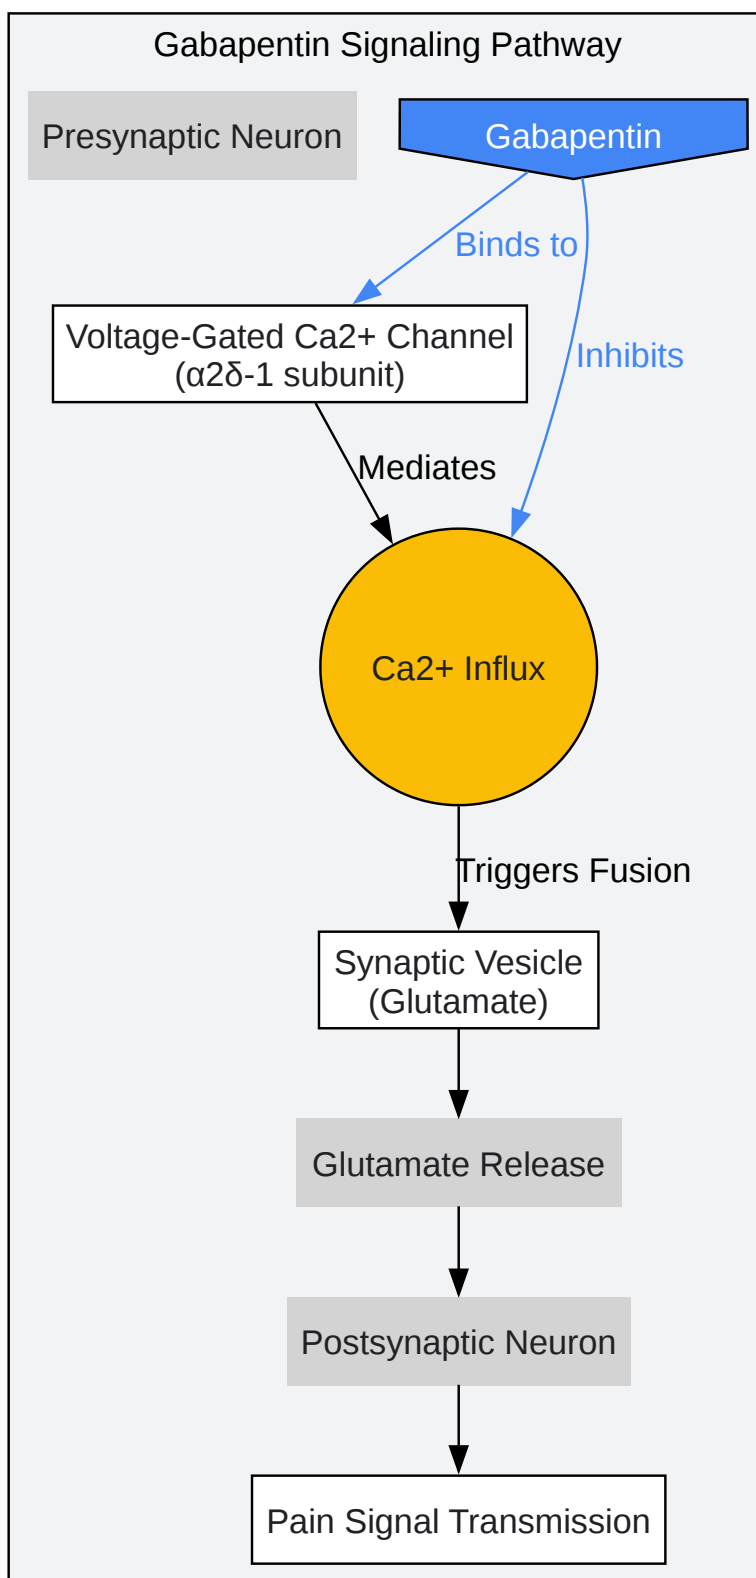 Gabapentin Signaling Pathway
Presynaptic Neuron
Gabapentin
Binds to
Voltage-Gated Ca2+ Channel
(α2δ-1 subunit)
Inhibits
Mediates
Ca2+ Influx
Triggers Fusion
Synaptic Vesicle
(Glutamate)
Glutamate Release
Postsynaptic Neuron
Pain Signal Transmission